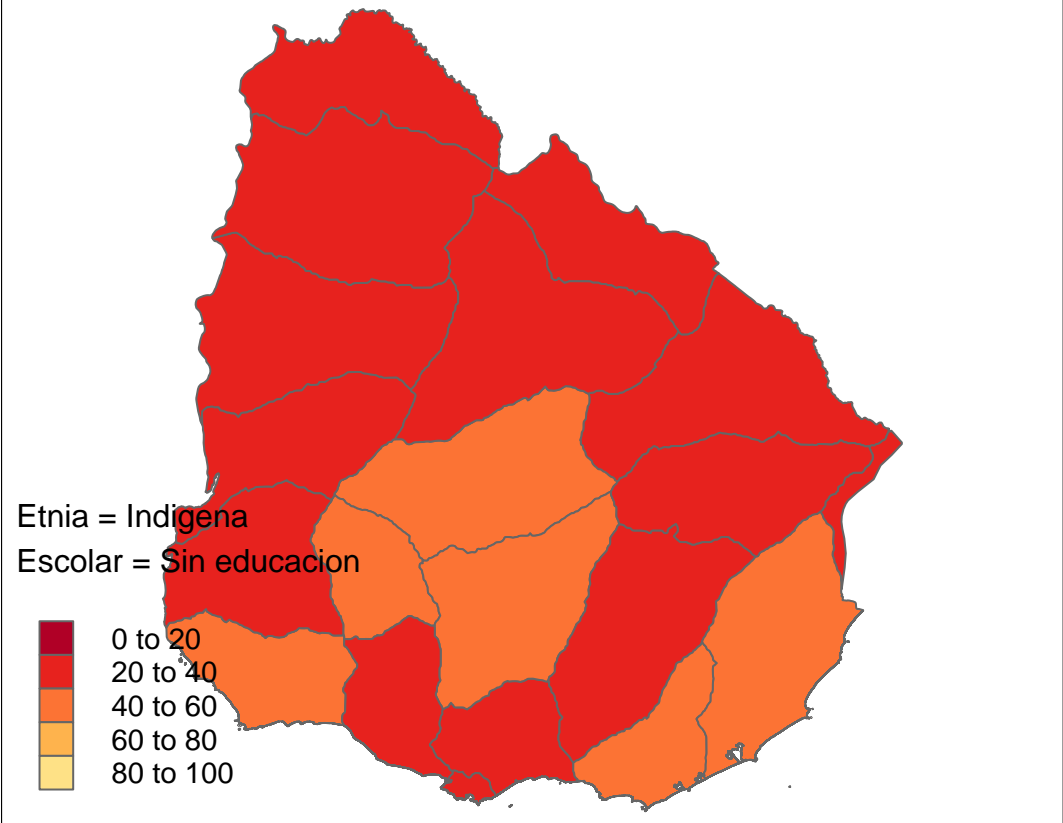 Etnia = Indigena
Escolar = Sin educacion
0 to 20
20 to 40
40 to 60
60 to 80
80 to 100